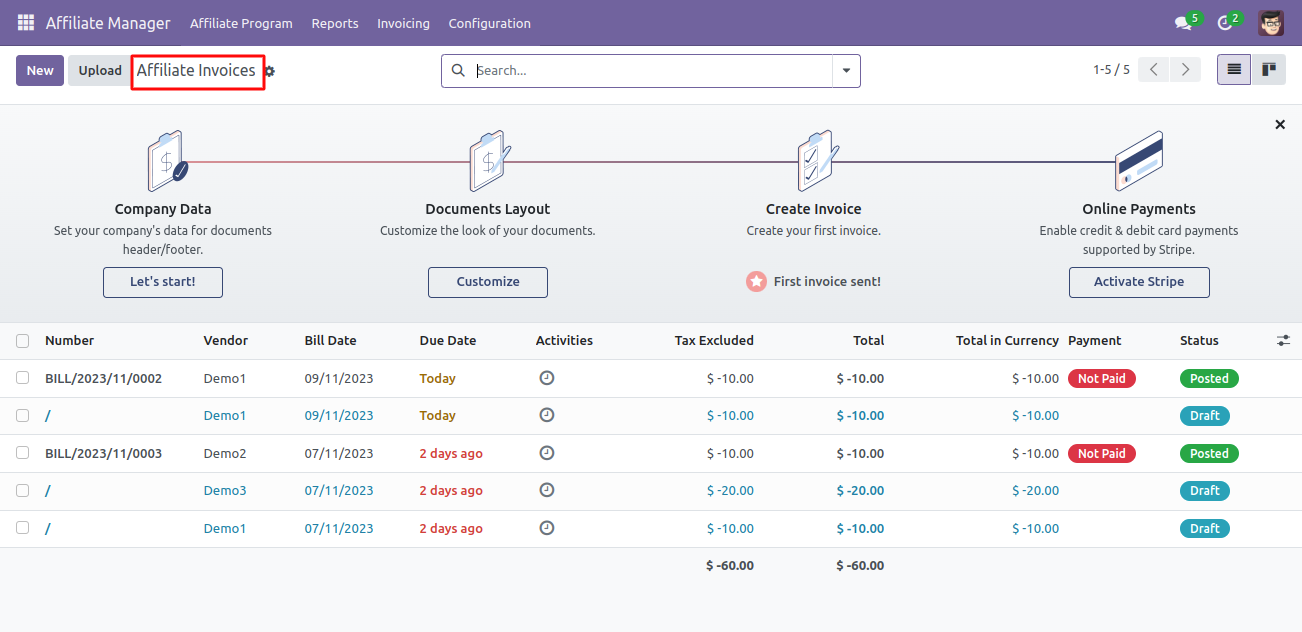 Affiliate Manager Affiliate Program Reports Invoicing Configuration 5 2
New Upload Affiliate Invoices Search... 1-5 / 5
Company Data Documents Layout Create Invoice Online Payments
Set your company's data for documents Customize the look of your documents. Create your first invoice. Enable credit & debit card payments
header/footer. supported by Stripe.
Let's start! Customize First invoice sent! Activate Stripe
Number Vendor Bill Date Due Date Activities Tax Excluded Total Total in Currency Payment Status
BILL/2023/11/0002 Demo1 09/11/2023 Today $ -10.00 $ -10.00 $ -10.00 Not Paid Posted
/ Demo1 09/11/2023 Today $ -10.00 $ -10.00 $ -10.00 Draft
BILL/2023/11/0003 Demo2 07/11/2023 2 days ago $ -10.00 $ -10.00 $ -10.00 Not Paid Posted
/ Demo3 07/11/2023 2 days ago $ -20.00 $ -20.00 $ -20.00 Draft
/ Demo1 07/11/2023 2 days ago $ -10.00 $ -10.00 $ -10.00 Draft
$ -60.00 $ -60.00